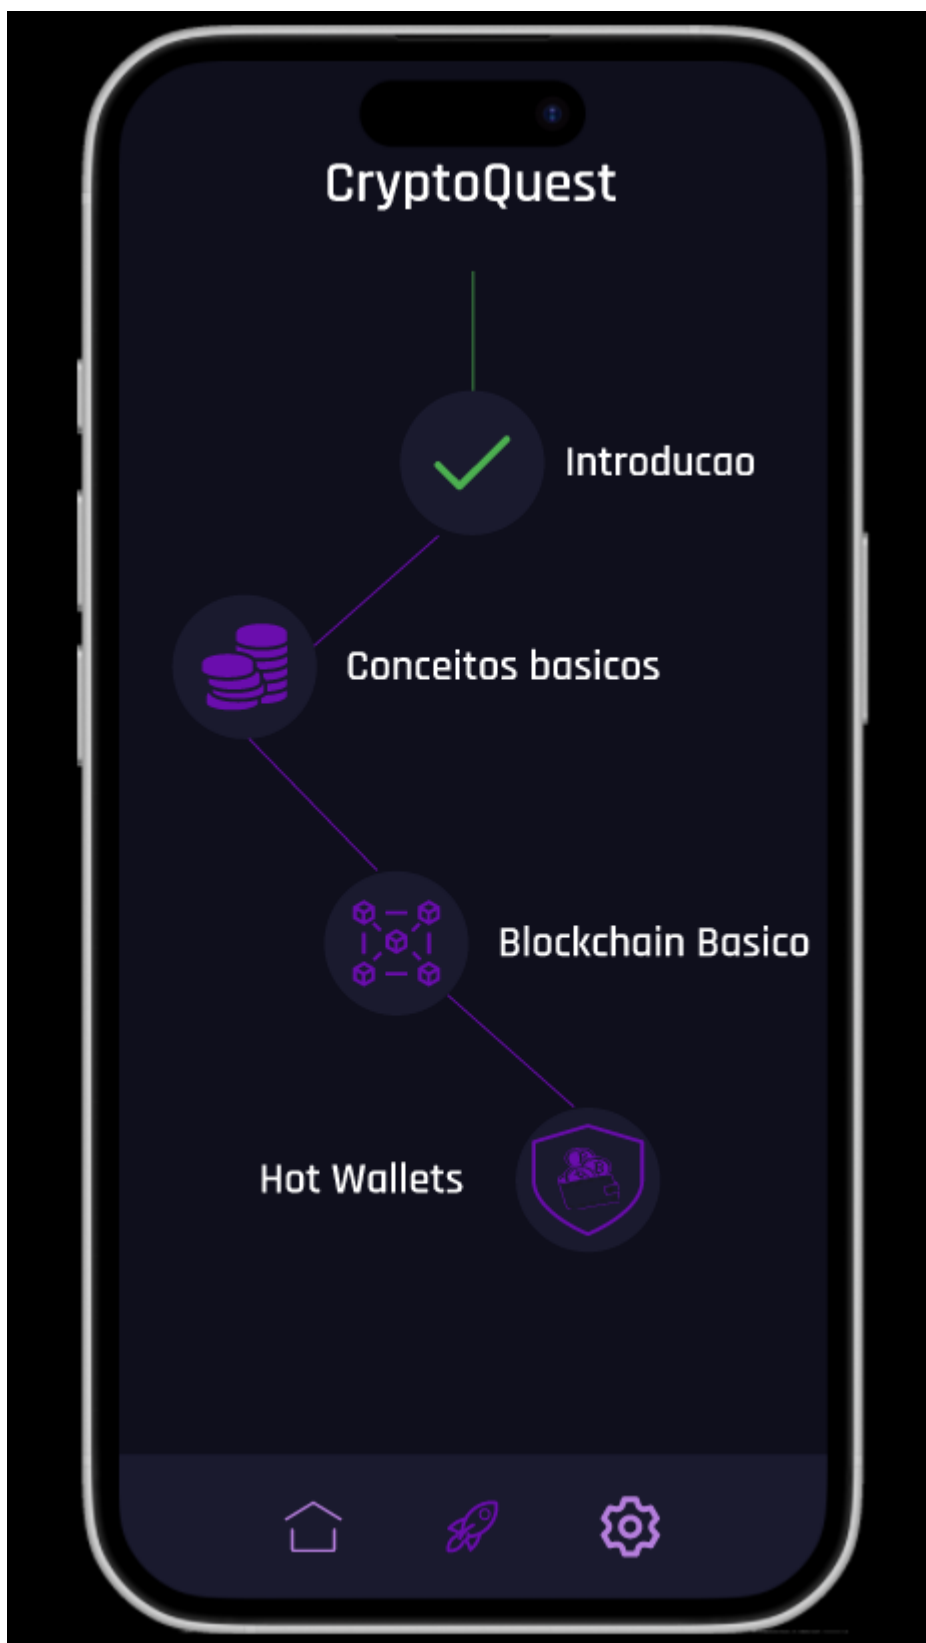 CryptoQuest
Introducao
Conceitos basicos
Blockchain Basico
Hot Wallets